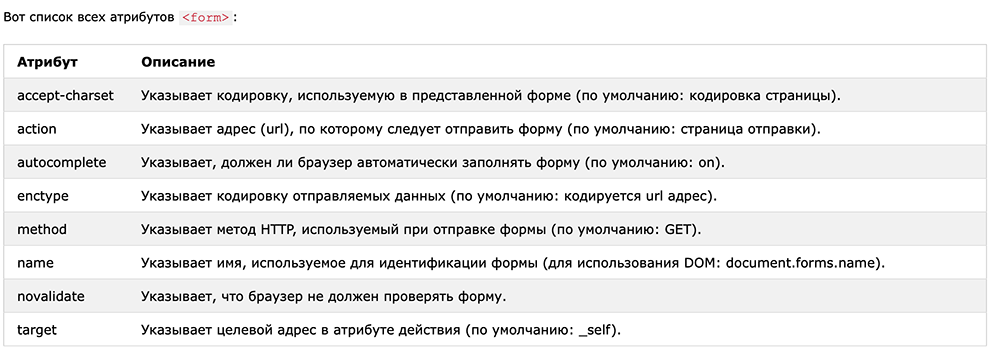 Вот список всех атрибутов <form>:
Атрибут Описание
accept-charset Указывает кодировку, используемую в представленной форме (по умолчанию: кодировка страницы).
action Указывает адрес (url), по которому следует отправить форму (по умолчанию: страница отправки).
autocomplete Указывает, должен ли браузер автоматически заполнять форму (по умолчанию: on).
enctype Указывает кодировку отправляемых данных (по умолчанию: кодируется url адрес).
method Указывает метод HTTP, используемый при отправке формы (по умолчанию: GET).
name Указывает имя, используемое для идентификации формы (для использования DOM: document.forms.name).
novalidate Указывает, что браузер не должен проверять форму.
target Указывает целевой адрес в атрибуте действия (по умолчанию: _self).